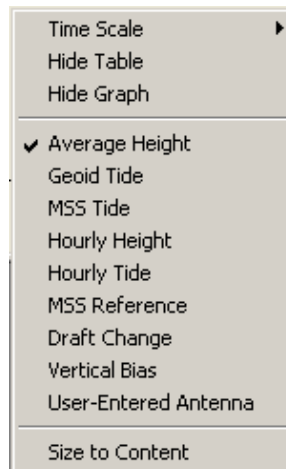 Time Scale
Hide Table
Hide Graph
Average Height
Geoid Tide
MSS Tide
Hourly Height
Hourly Tide
MSS Reference
Draft Change
Vertical Bias
User-Entered Antenna
Size to Content